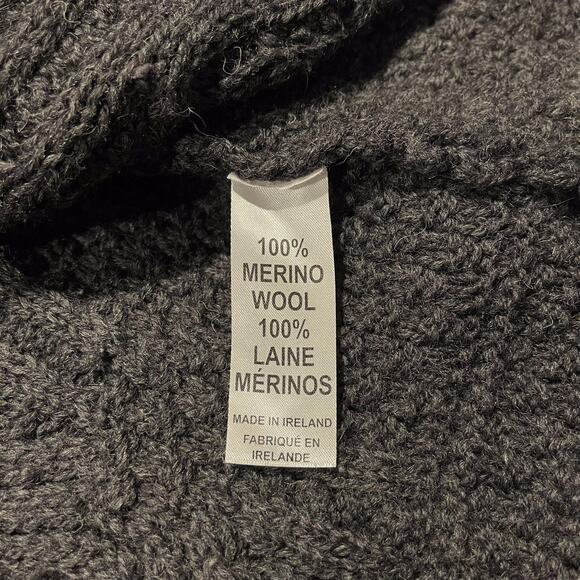 100%
MERINO
WOOL
100%
LAINE
MÉRINOS
MADE IN IRELAND
FABRIQUÉ EN
IRELANDE